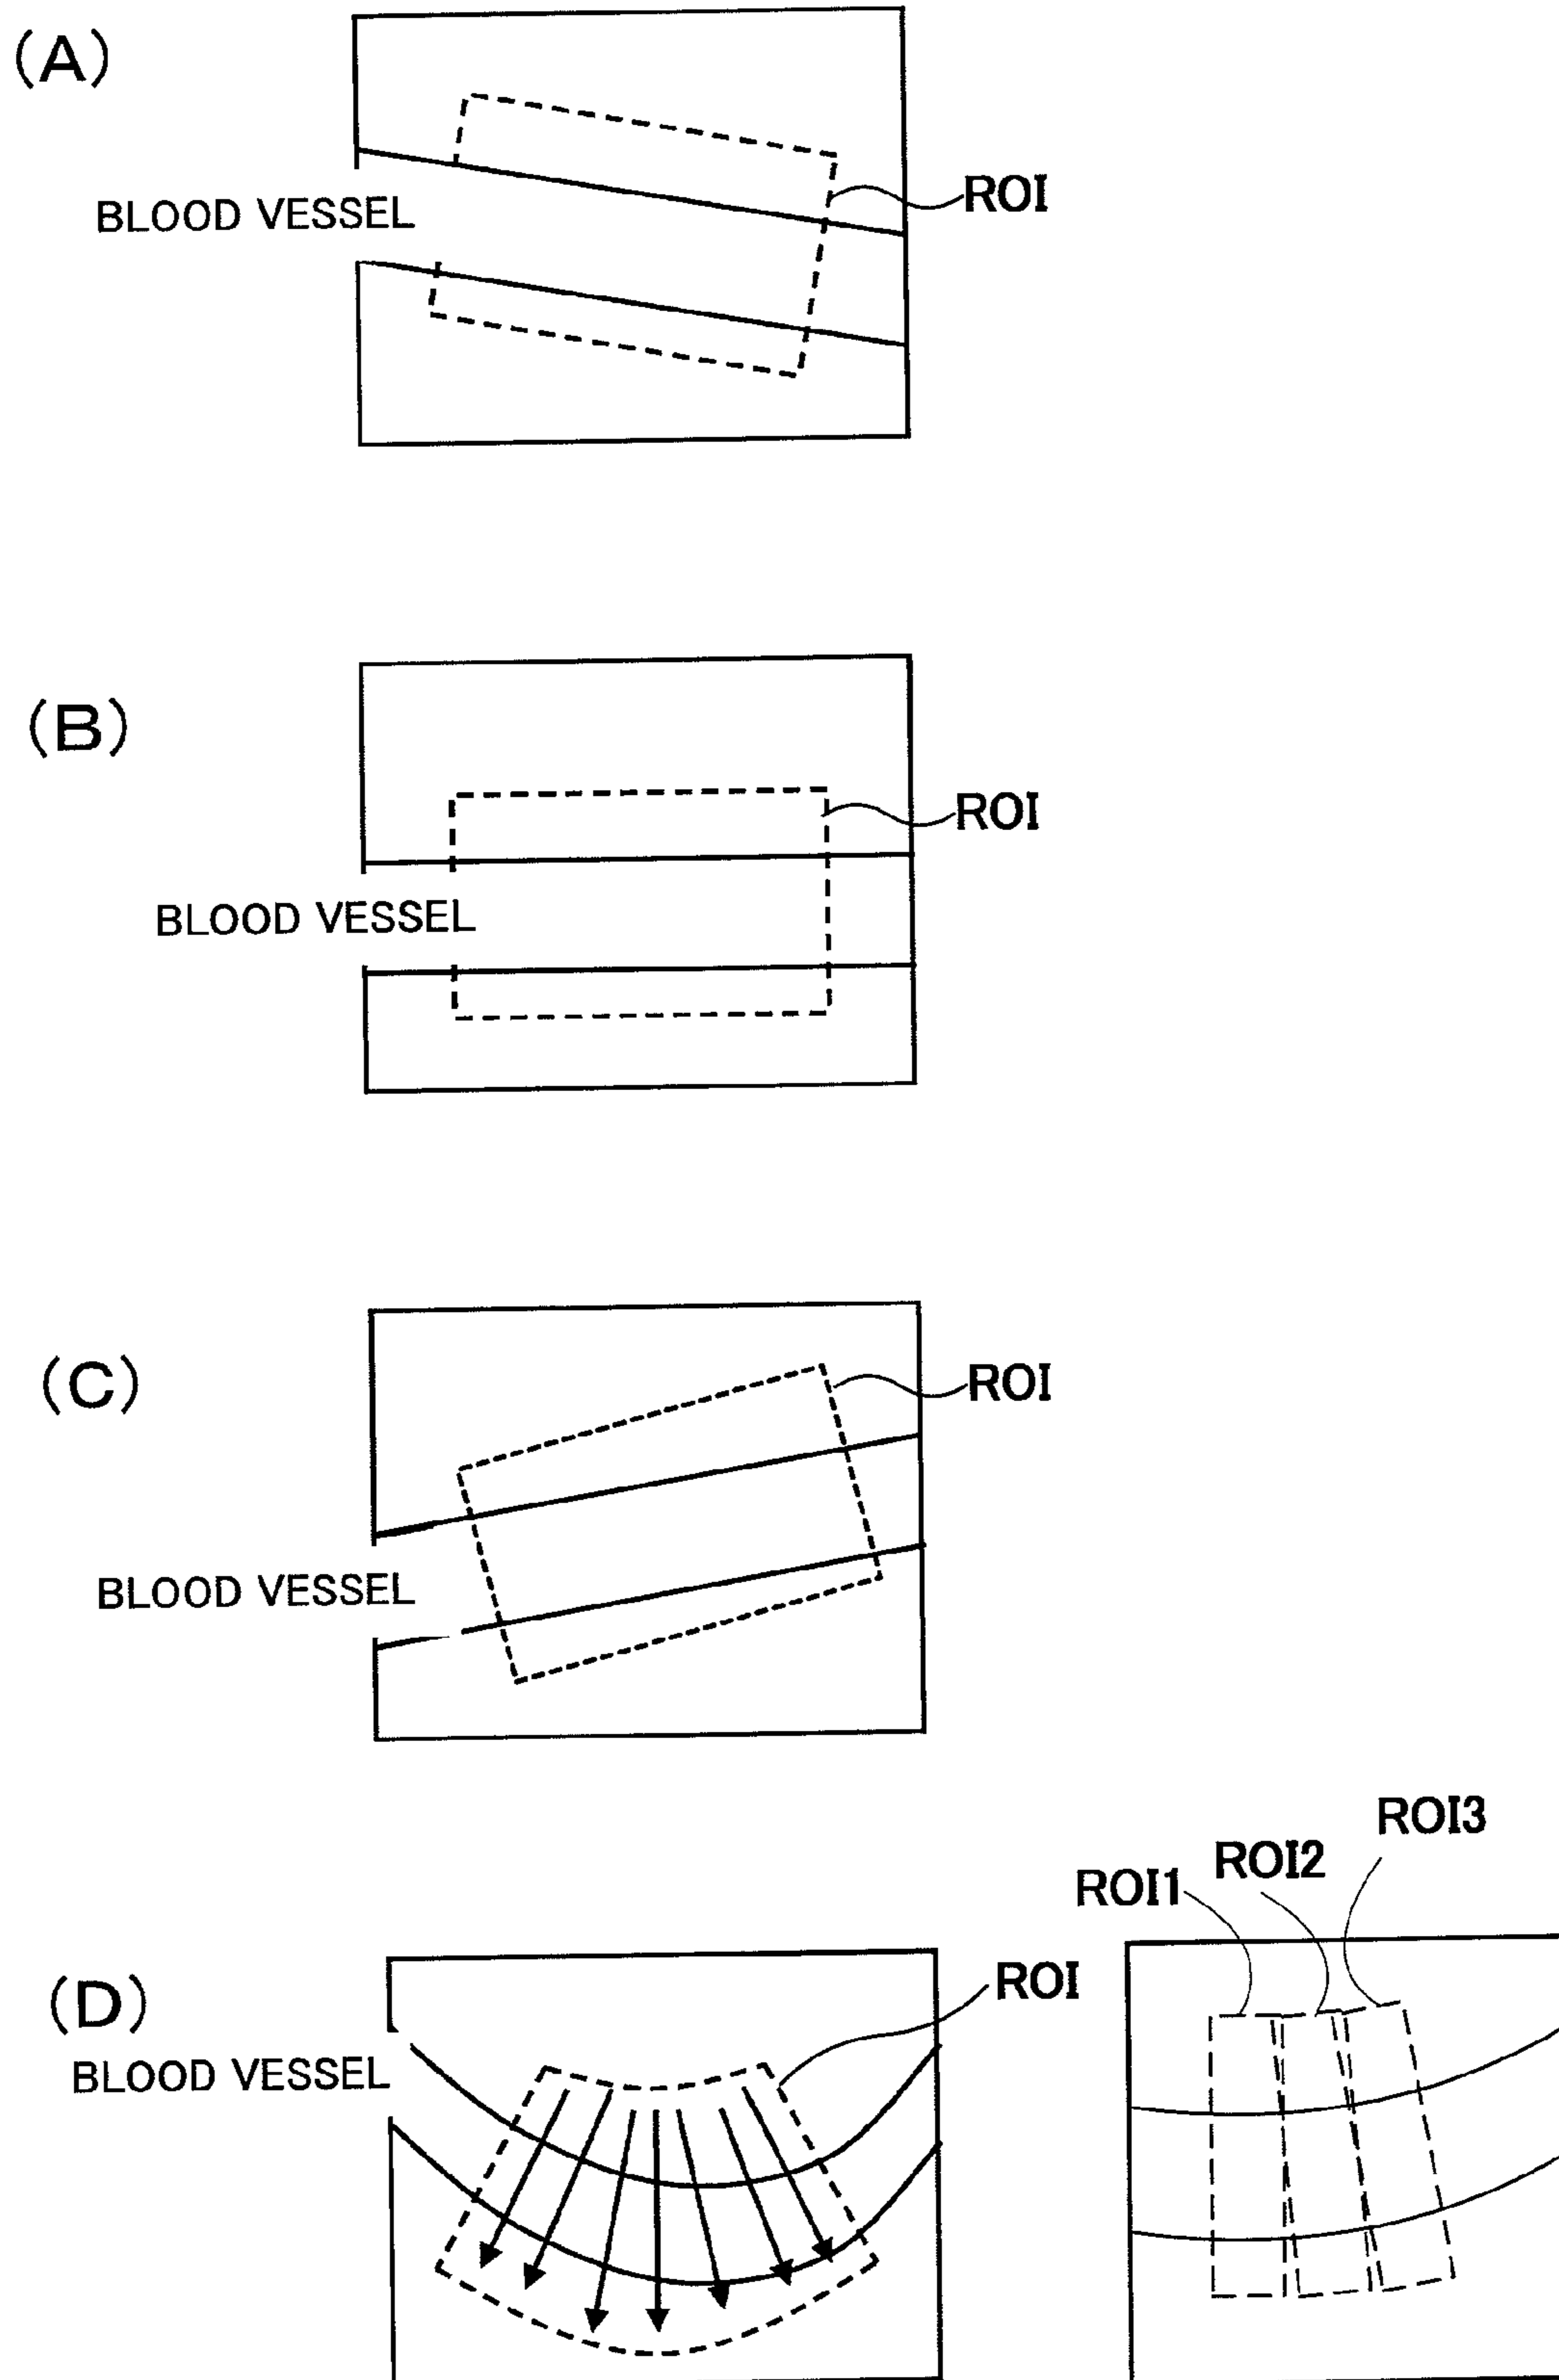 (A)
ROI
BLOOD VESSEL
(B)
ROI
BLOOD VESSEL
(C)
ROI
BLOOD VESSEL
ROI3
ROI2
ROI1
(D)
ROI
BLOOD VESSEL